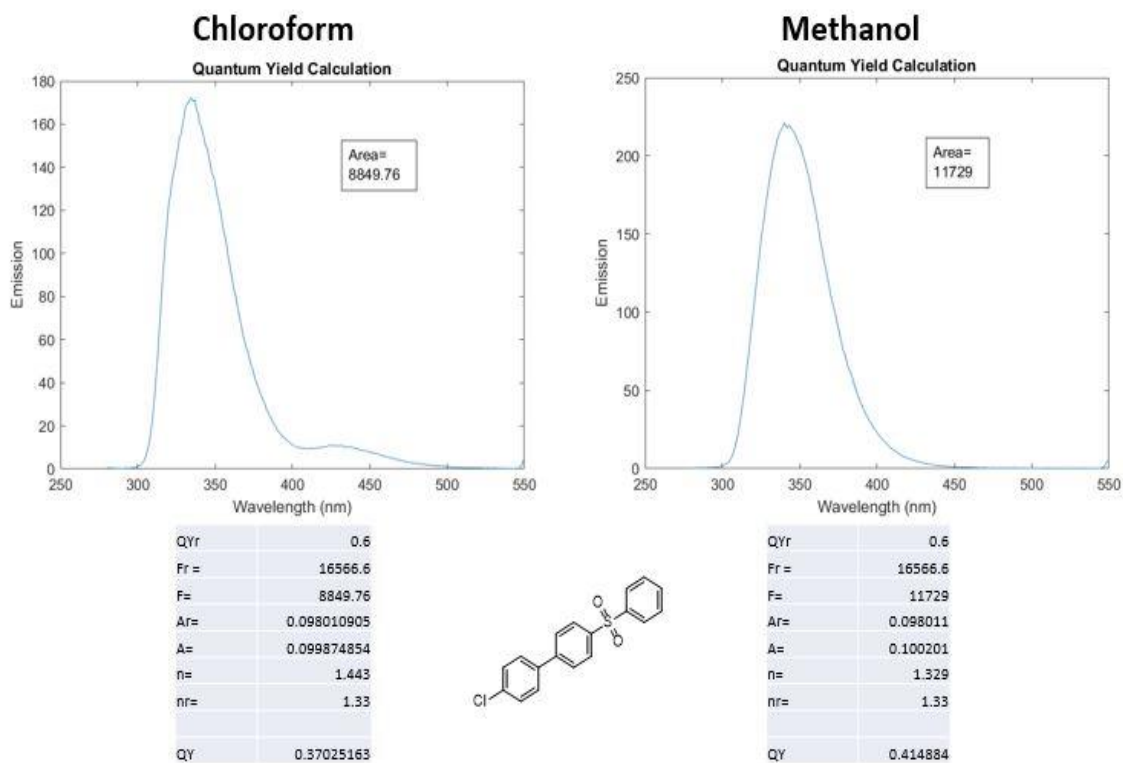 Chloroform
Quantum Yield Calculation
180
160
140
120
100
80
60
40
20
0
Emission
Area=
8849.76
250 300 350 400 450 500 550
Wavelength (nm)
QYr 0.6
Fr = 16566.6
F= 8849.76
Ar= 0.098010905
A= 0.099874854
n= 1.443
nr= 1.33
QY 0.37025163
O
S
O
Cl
Methanol
Quantum Yield Calculation
250
200
150
100
50
0
Emission
Area=
11729
250 300 350 400 450 500 550
Wavelength (nm)
QYr 0.6
Fr = 16566.6
F= 11729
Ar= 0.098011
A= 0.100201
n= 1.329
nr= 1.33
QY 0.414884